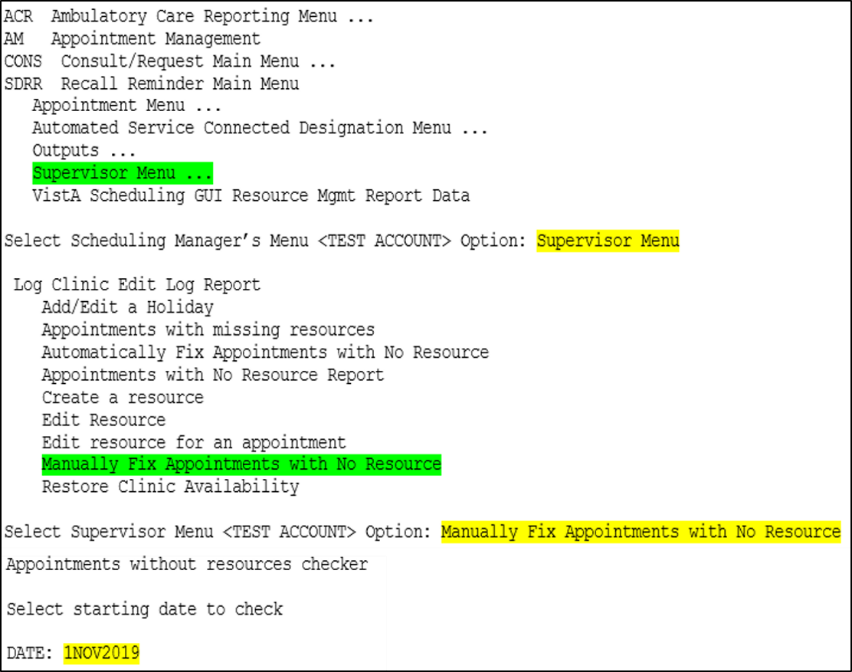 ACR  Ambulatory Care Reporting Menu ...
AM   Appointment Management
CONS  Consult/Request Main Menu ...
SDRR  Recall Reminder Main Menu
Appointment Menu ...
Automated Service Connected Designation Menu ...
Outputs ...
Supervisor Menu ...
VistA Scheduling GUI Resource Mgmt Report Data
Select Scheduling Manager’s Menu <TEST ACCOUNT> Option: Supervisor Menu
Log Clinic Edit Log Report
Add/Edit a Holiday
Appointments with missing resources
Automatically Fix Appointments with No Resource
Appointments with No Resource Report
Create a resource
Edit Resource
Edit resource for an appointment
Manually Fix Appointments with No Resource
Restore Clinic Availability
Select Supervisor Menu <TEST ACCOUNT> Option: Manually Fix Appointments with No Resource
Appointments without resources checker
Select starting date to check
DATE: 1NOV2019